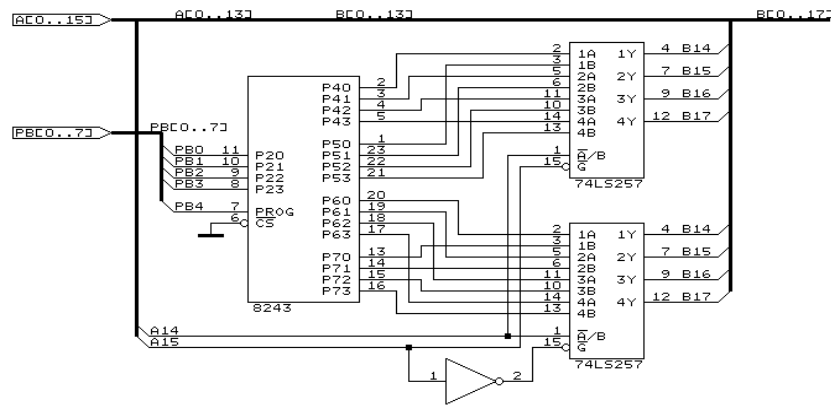 A[0..15] A[0..13] B[0..13] B[0..17]
PB[0..7] PB[0..7]
PB0 11 P20
PB1 10 P21
PB2 9 P22
PB3 8 P23
PB4 7 PROG
6 CS
P40 2
P41 3
P42 4
P43 5
P50 1
P51 23
P52 22
P53 21
P60 20
P61 19
P62 18
P63 17
P70 13
P71 14
P72 15
P73 16
8243
2 1A 1Y 4 B14
3 1B
5 2A 2Y 7 B15
6 2B
11 3A 3Y 9 B16
10 3B
14 4A 4Y 12 B17
13 4B
1 A/B
15 G
74LS257
2 1A 1Y 4 B14
3 1B
5 2A 2Y 7 B15
6 2B
11 3A 3Y 9 B16
10 3B
14 4A 4Y 12 B17
13 4B
1 A/B
15 G
74LS257
A14
A15
1 2